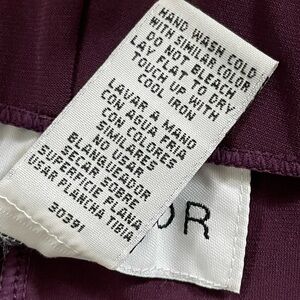 HAND WASH COLD
WITH SIMILAR COLOR
DO NOT BLEACH
LAY FLAT TO DRY
TOUCH UP WITH
COOL IRON
LAVAR A MANO
CON AGUA FRIA
CON COLORES
SIMILARES
NO USAR
BLANQUEADOR
SECAR SOBRE
SUPERFICIE PLANA
USAR PLANCHA TIBIA
30391
OR